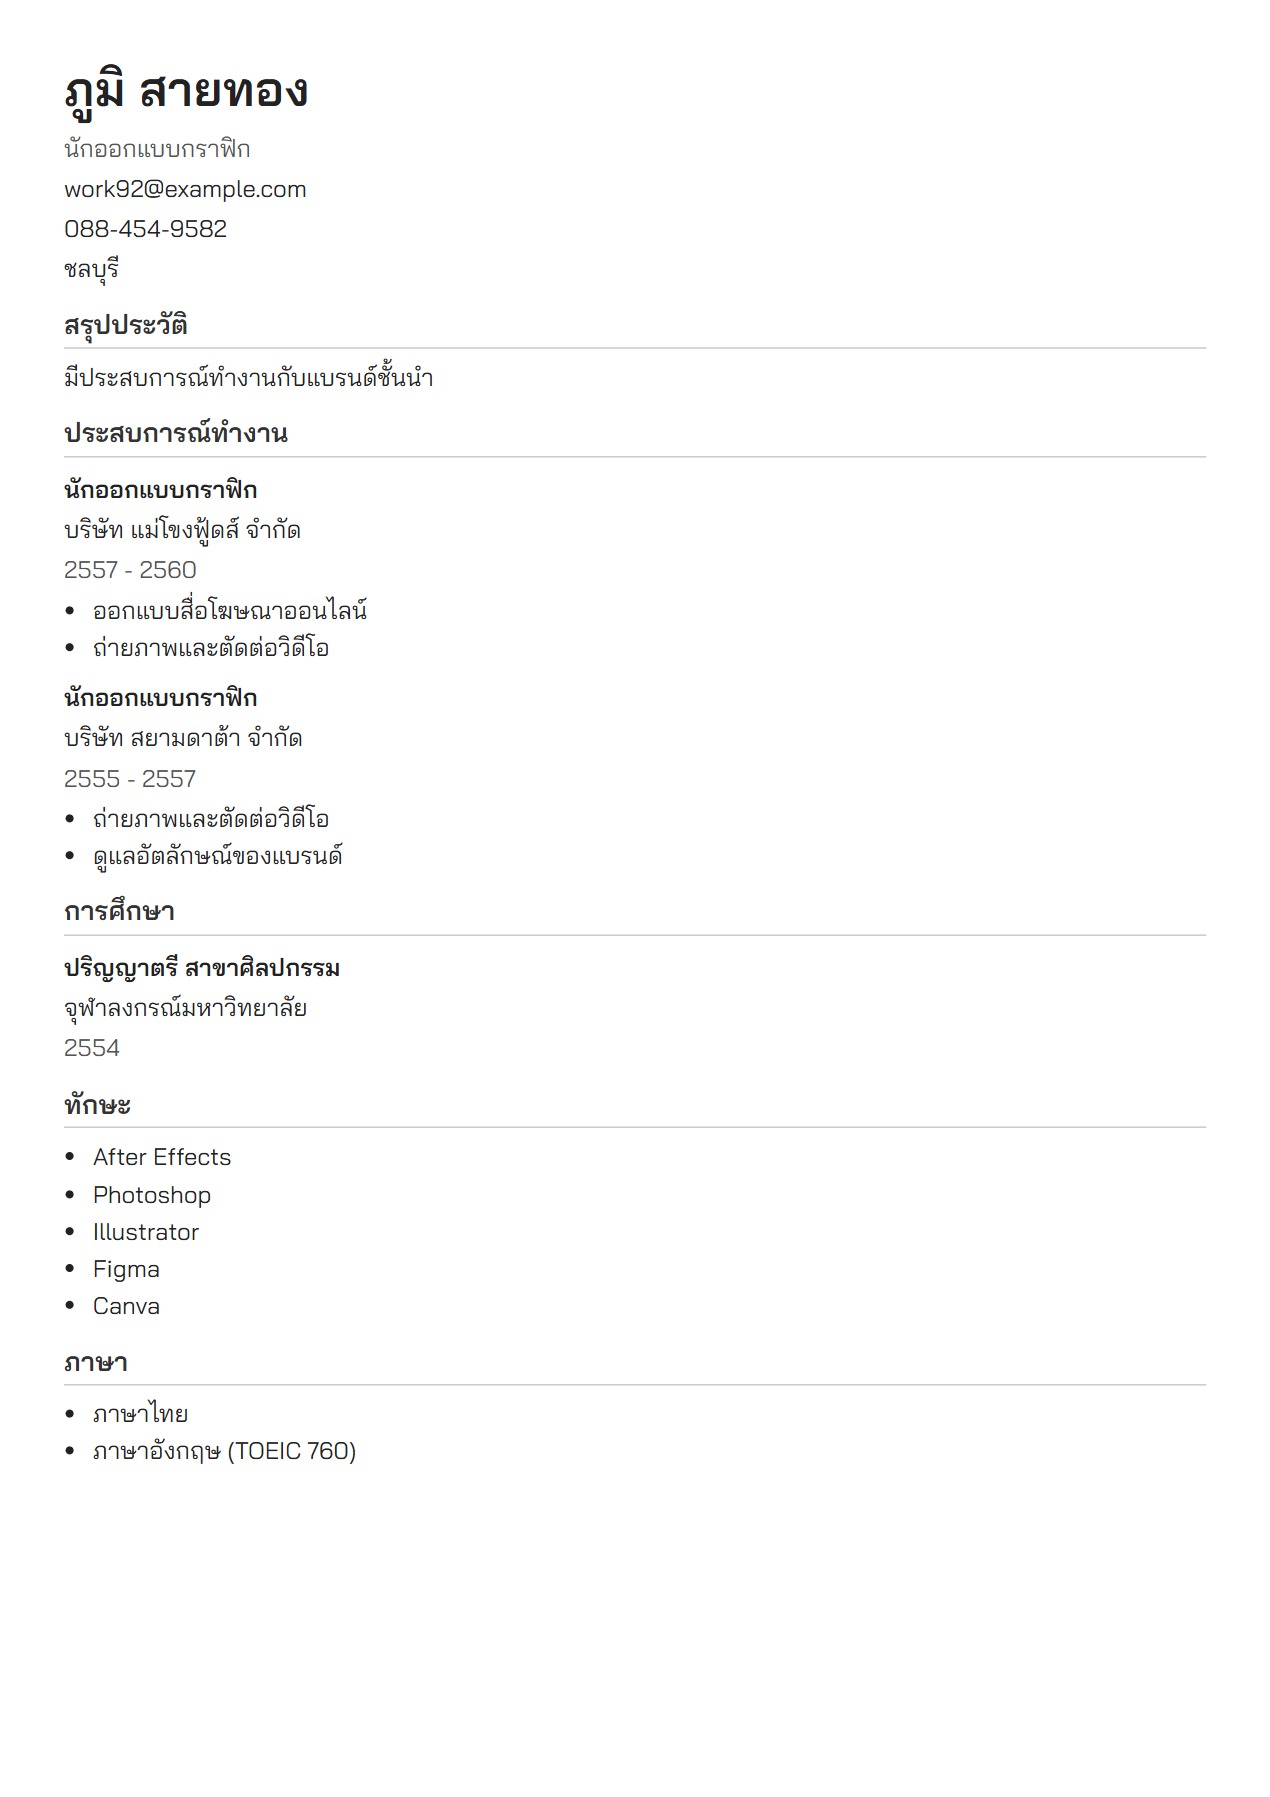 ภูมิ สายทอง
นักออกแบบกราฟิก
work92@example.com
088-454-9582
ชลบุรี
สรุปประวัติ
มีประสบการณ์ทำงานกับแบรนด์ชั้นนำ
ประสบการณ์ทำงาน
นักออกแบบกราฟิก
บริษัท แม่โขงฟู้ดส์ จำกัด
2557 - 2560
• ออกแบบสื่อโฆษณาออนไลน์
• ถ่ายภาพและตัดต่อวิดีโอ
นักออกแบบกราฟิก
บริษัท สยามดาต้า จำกัด
2555 - 2557
• ถ่ายภาพและตัดต่อวิดีโอ
• ดูแลอัตลักษณ์ของแบรนด์
การศึกษา
ปริญญาตรี สาขาศิลปกรรม
จุฬาลงกรณ์มหาวิทยาลัย
2554
ทักษะ
• After Effects
• Photoshop
• Illustrator
• Figma
• Canva
ภาษา
• ภาษาไทย
• ภาษาอังกฤษ (TOEIC 760)